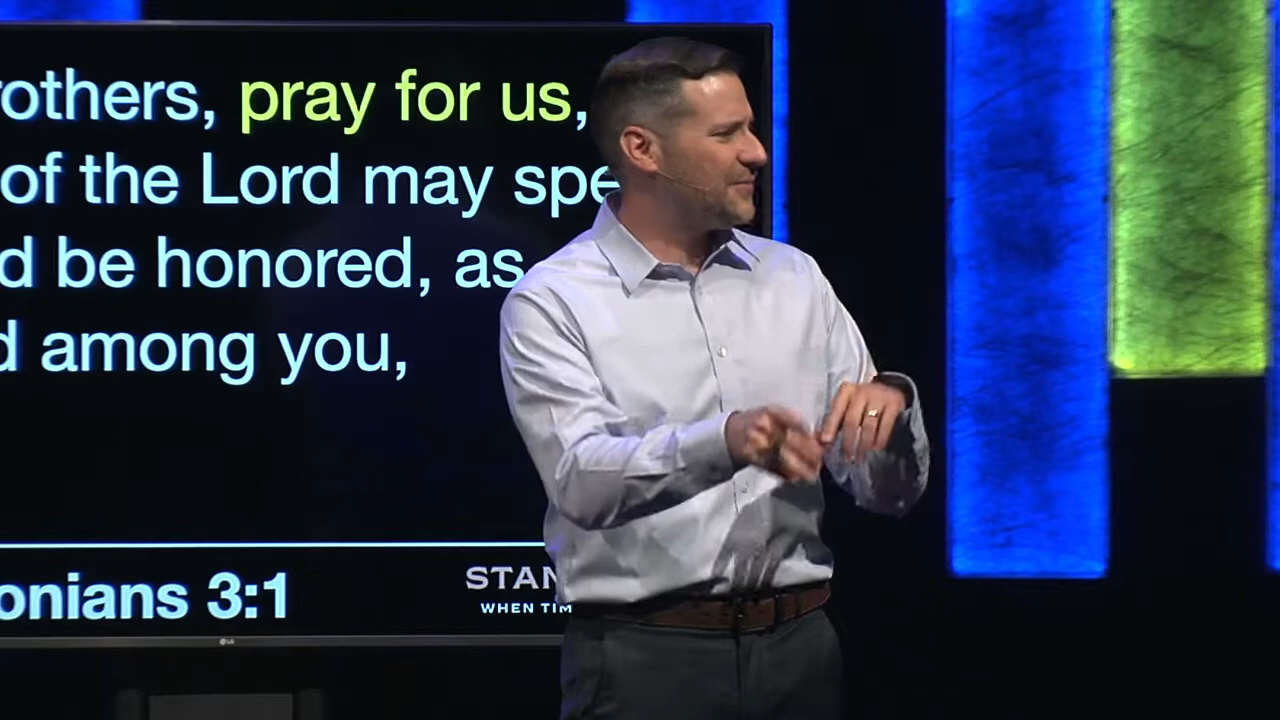 rothers, pray for us,
of the Lord may spe
d be honored, as
d among you,
onians 3:1
STAN
WHEN TIM
LG